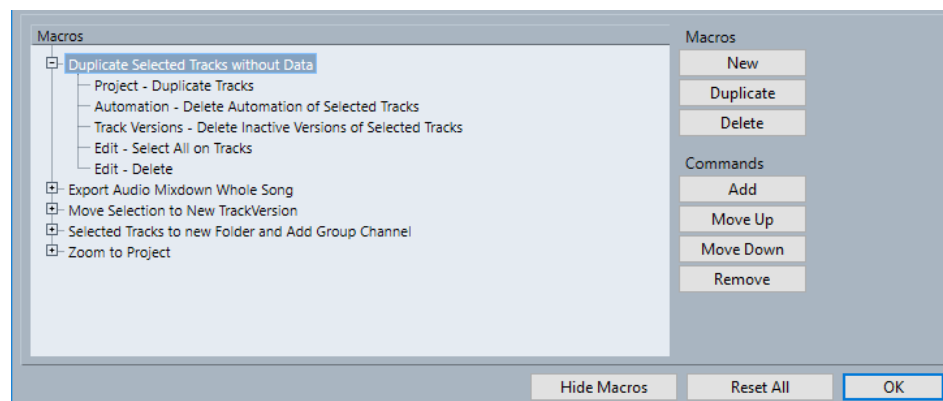 Macros
Duplicate Selected Tracks without Data
Project - Duplicate Tracks
Automation - Delete Automation of Selected Tracks
Track Versions - Delete Inactive Versions of Selected Tracks
Edit - Select All on Tracks
Edit - Delete
Export Audio Mixdown Whole Song
Move Selection to New TrackVersion
Selected Tracks to new Folder and Add Group Channel
Zoom to Project
Macros
New
Duplicate
Delete
Commands
Add
Move Up
Move Down
Remove
Hide Macros
Reset All
OK